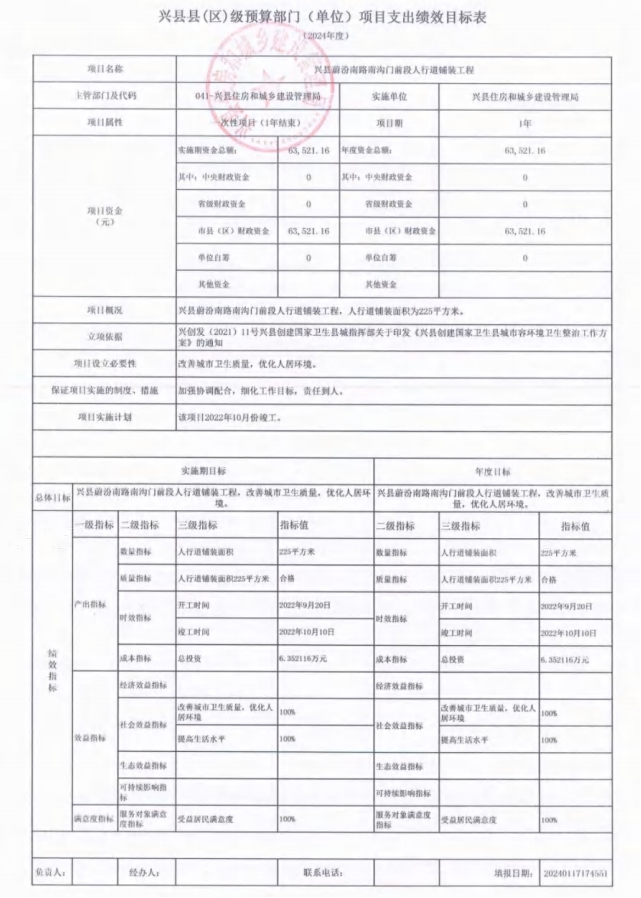 兴县县(区)级预算部门（单位）项目支出绩效目标表
（2024年度）
项目名称 兴县蔚汾南路南沟门前段人行道铺装工程
主管部门及代码 041-兴县住房和城乡建设管理局 实施单位 兴县住房和城乡建设管理局
项目属性 一次性项目（1年结束） 项目期 1年
项目资金
（元）
实施期资金总额： 63,521.16 年度资金总额： 63,521.16
其中：中央财政资金 0 其中：中央财政资金 0
省级财政资金 0 省级财政资金 0
市县（区）财政资金 63,521.16 市县（区）财政资金 63,521.16
单位自筹 0 单位自筹 0
其他资金 其他资金
项目概况 兴县蔚汾南路南沟门前段人行道铺装工程，人行道铺装面积为225平方米。
立项依据 兴创发（2021）11号兴县创建国家卫生县城指挥部关于印发《兴县创建国家卫生县城市容环境卫生整治工作方
案》的通知
项目设立必要性 改善城市卫生质量，优化人居环境。
保证项目实施的制度、措施 加强协调配合，细化工作目标，责任到人。
项目实施计划 该项目2022年10月份竣工。
实施期目标 年度目标
总体目标 兴县蔚汾南路南沟门前段人行道铺装工程，改善城市卫生质量，优化人居环
境。
兴县蔚汾南路南沟门前段人行道铺装工程，改善城市卫生质
量，优化人居环境。
绩效指标
一级指标 二级指标 三级指标 指标值 二级指标 三级指标 指标值
产出指标
数量指标 人行道铺装面积 225平方米 数量指标 人行道铺装面积 225平方米
质量指标 人行道铺装面积225平方米 合格 质量指标 人行道铺装面积225平方米 合格
时效指标 开工时间 2022年9月20日 时效指标 开工时间 2022年9月20日
竣工时间 2022年10月10日 竣工时间 2022年10月10日
成本指标 总投资 6.352116万元 成本指标 总投资 6.352116万元
效益指标
经济效益指标 经济效益指标
社会效益指标 改善城市卫生质量，优化人
居环境 100% 社会效益指标 改善城市卫生质量，优化人
居环境 100%
提高生活水平 100% 提高生活水平 100%
生态效益指标 生态效益指标
可持续影响指
标 可持续影响指标
满意度指标 服务对象满意
度指标 受益居民满意度 100% 服务对象满意度
指标 受益居民满意度 100%
负责人： 经办人： 联系电话： 填报日期： 20240117174551